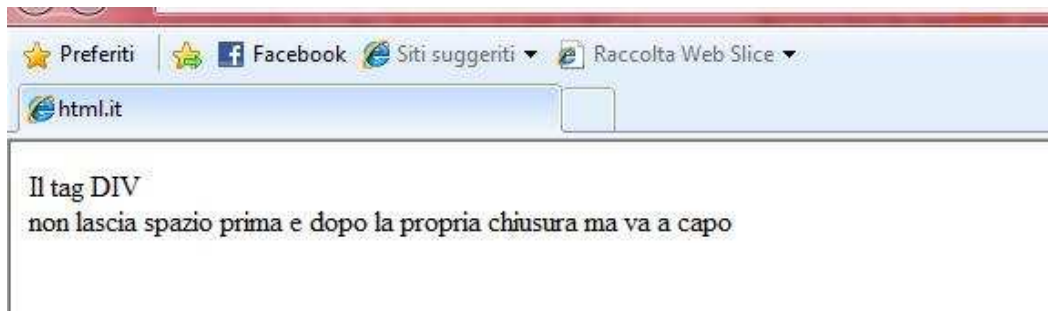 Preferiti Facebook Siti suggeriti Raccolta Web Slice
html.it
Il tag DIV
non lascia spazio prima e dopo la propria chiusura ma va a capo